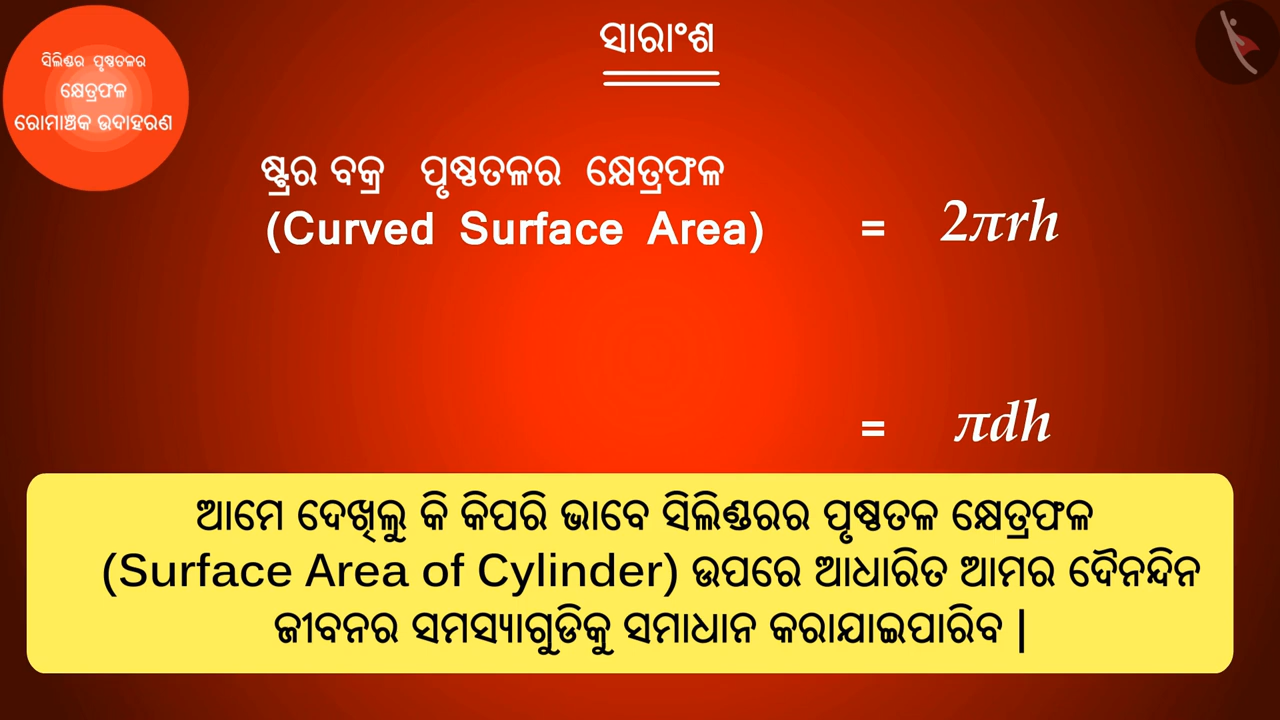 ସିଲିଣ୍ଡର ପୃଷ୍ଠତଳର
କ୍ଷେତ୍ରଫଳ
ରୋମାଞ୍ଚକ ଉଦାହରଣ
ସାରାଂଶ
ଷ୍ଟ୍ରର ବକ୍ର ପୃଷ୍ଠତଳର କ୍ଷେତ୍ରଫଳ
(Curved Surface Area) = 2πrh
= πdh
ଆମେ ଦେଖିଲୁ କି କିପରି ଭାବେ ସିଲିଣ୍ଡରର ପୃଷ୍ଠତଳ କ୍ଷେତ୍ରଫଳ
(Surface Area of Cylinder) ଉପରେ ଆଧାରିତ ଆମର ଦୈନନ୍ଦିନ
ଜୀବନର ସମସ୍ୟାଗୁଡିକୁ ସମାଧାନ କରାଯାଇପାରିବ |